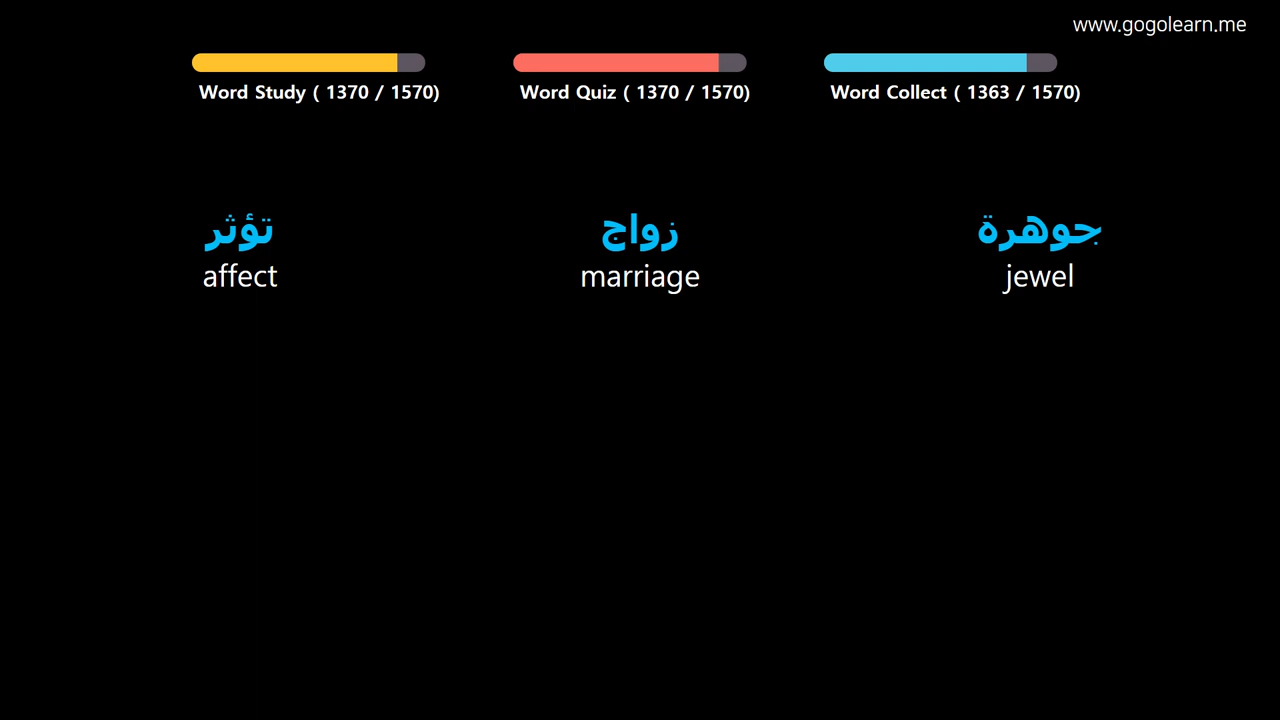 www.gogolearn.me
Word Study ( 1370 / 1570)
Word Quiz ( 1370 / 1570)
Word Collect ( 1363 / 1570)
تؤثر
affect
زواج
marriage
جوهرة
jewel